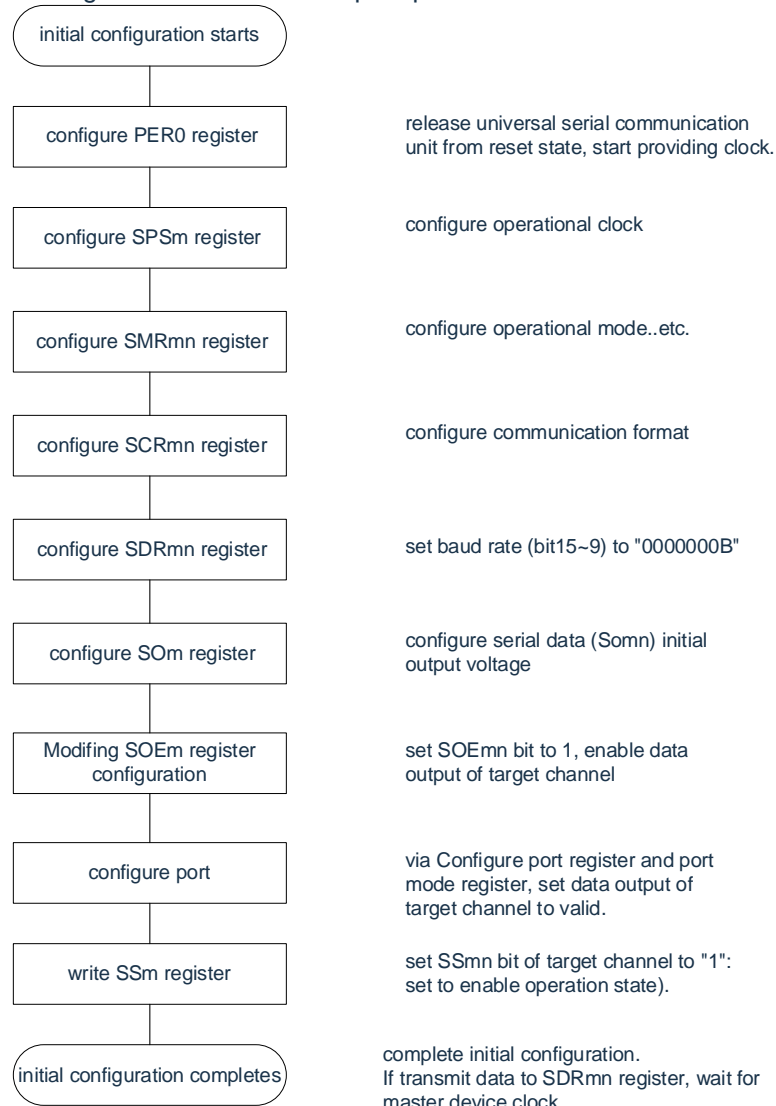 initial configuration starts
configure PER0 register
release universal serial communication
unit from reset state, start providing clock.
configure SPSm register
configure operational clock
configure SMRmn register
configure operational mode..etc.
configure SCRmn register
configure communication format
configure SDRmn register
set baud rate (bit15~9) to "0000000B"
configure SOm register
configure serial data (Somn) initial
output voltage
Modifing SOEm register
configuration
set SOEmn bit to 1, enable data
output of target channel
configure port
via Configure port register and port
mode register, set data output of
target channel to valid.
write SSm register
set SSmn bit of target channel to "1":
set to enable operation state).
initial configuration completes
complete initial configuration.
If transmit data to SDRmn register, wait for
master device clock